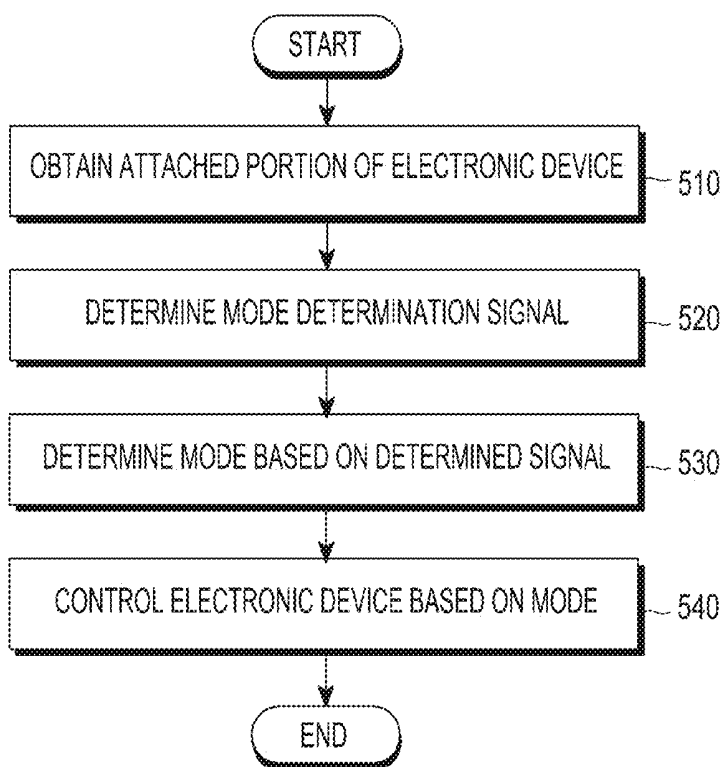 START
OBTAIN ATTACHED PORTION OF ELECTRONIC DEVICE
510
DETERMINE MODE DETERMINATION SIGNAL
520
DETERMINE MODE BASED ON DETERMINED SIGNAL
530
CONTROL ELECTRONIC DEVICE BASED ON MODE
540
END